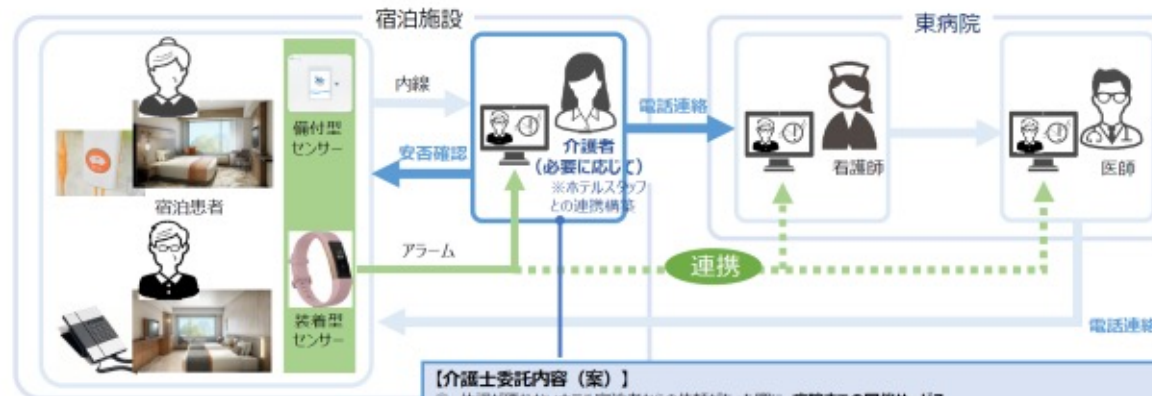 宿泊施設
東病院
内線
電話連絡
備付型
センサー
安否確認
介護者
(必要に応じて)
※ホテルスタッフ
との連携構築
看護師
医師
宿泊患者
アラーム
連携
装着型
センサー
電話連絡
【介護士委託内容（案）】